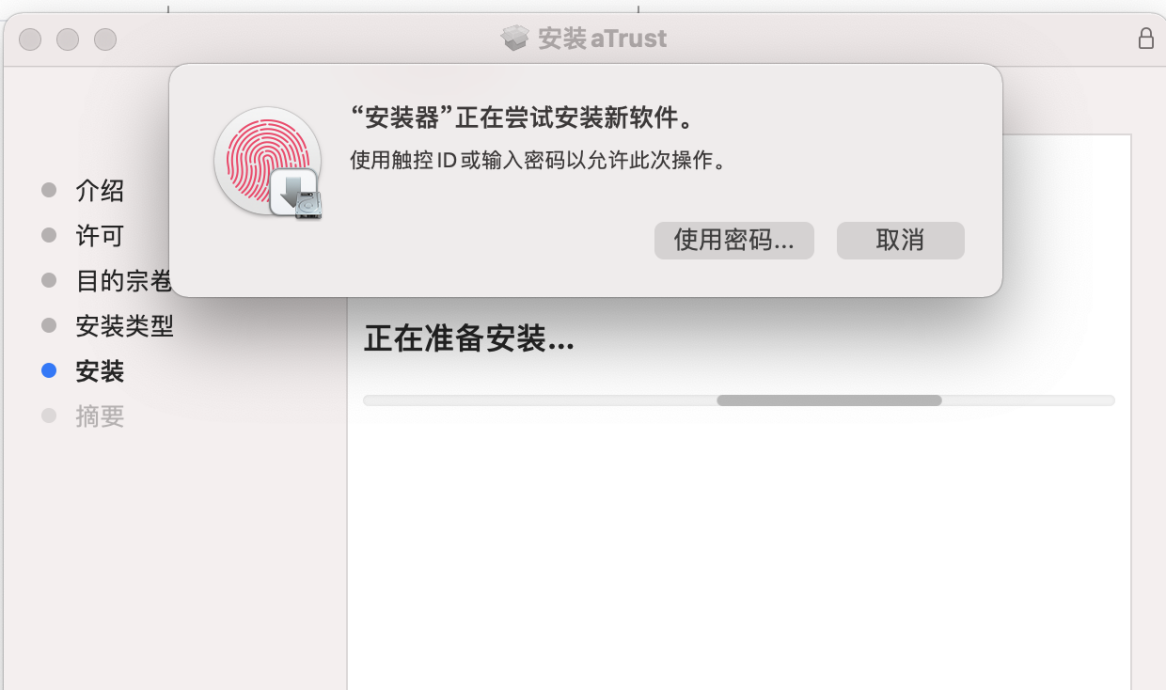 安装 aTrust
“安装器”正在尝试安装新软件。
使用触控 ID 或输入密码以允许此次操作。
使用密码...
取消
介绍
许可
目的宗卷
安装类型
安装
摘要
正在准备安装...